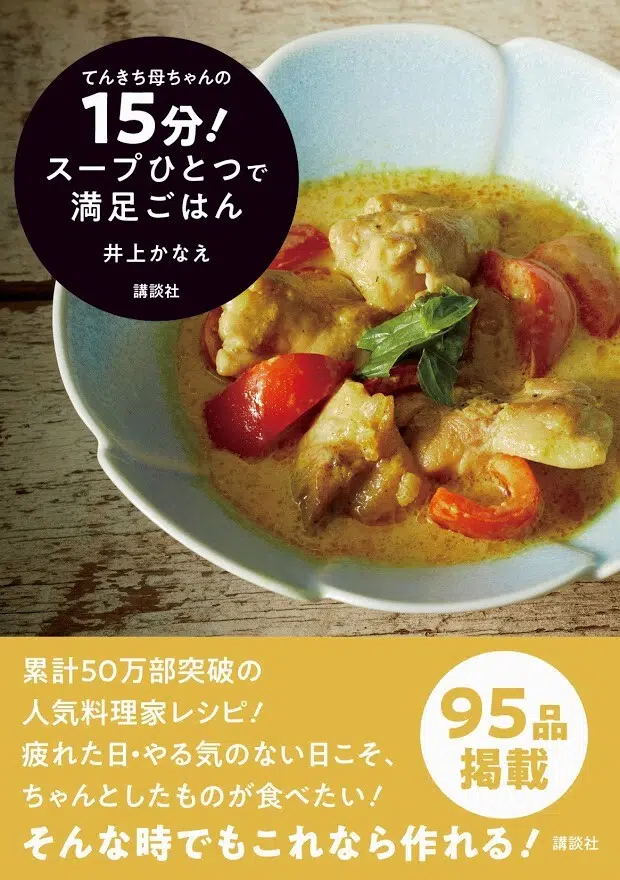 てんきち母ちゃんの
15分!
スープひとつで
満足ごはん
井上かなえ
講談社
累計50万部突破の
人気料理家レシピ!
疲れた日・やる気のない日こそ、
ちゃんとしたものが食べたい!
そんな時でもこれなら作れる!
95品
掲載
講談社